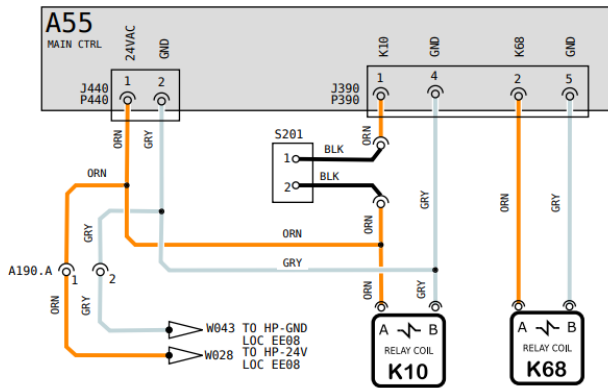 A55
MAIN CTRL
24VAC
GND
K10
GND
K68
GND
J440
P440
1
2
J390
P390
1
4
2
5
ORN
GRY
S201
1
BLK
2
BLK
ORN
ORN
GRY
ORN
GRY
GRY
ORN
ORN
GRY
A190.A
1
2
ORN
GRY
ORN
W043 TO HP-GND
LOC EE08
W028 TO HP-24V
LOC EE08
A B
RELAY COIL
K10
A B
RELAY COIL
K68